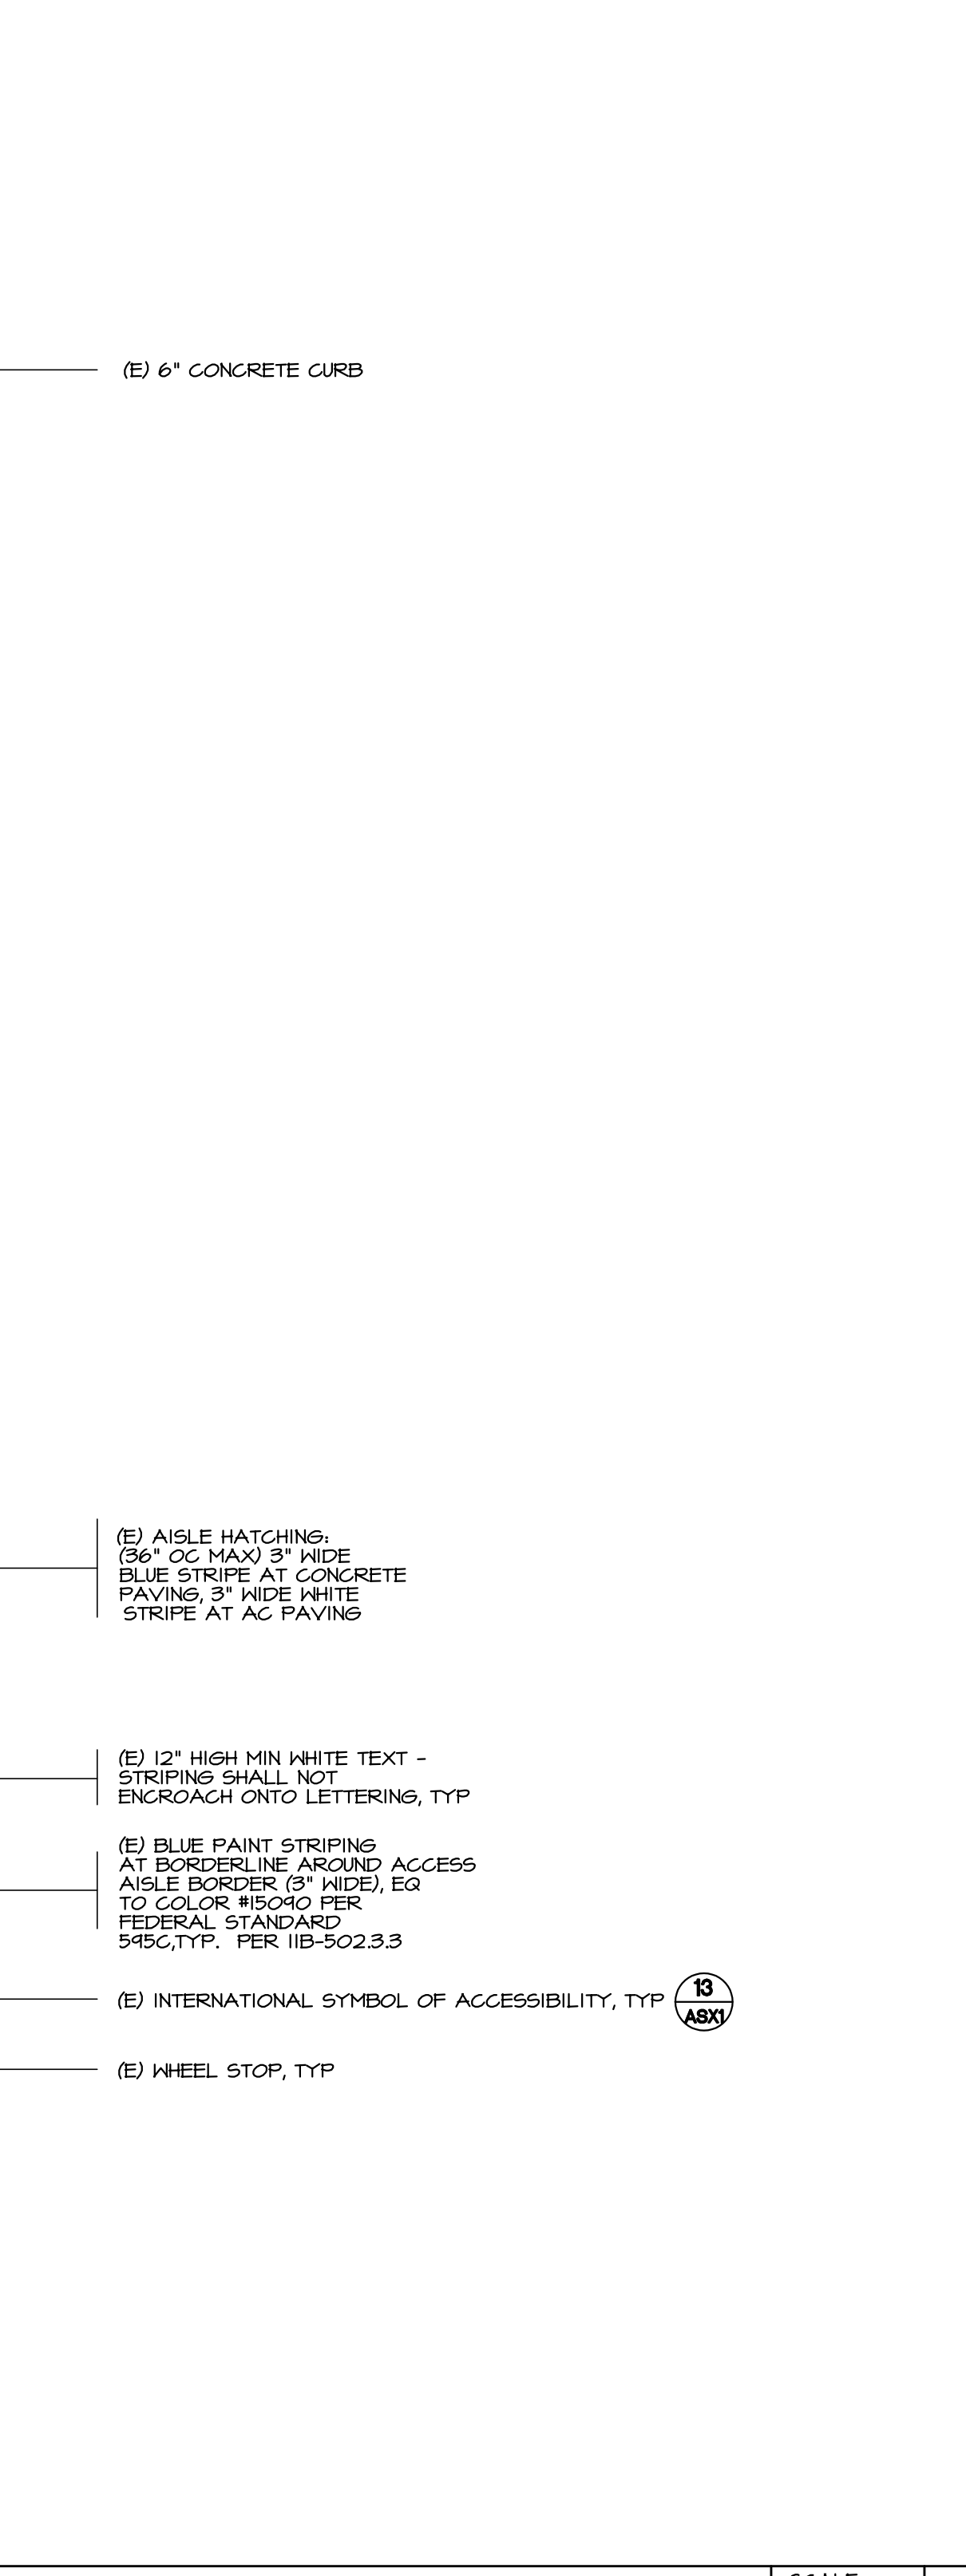 (E) 6" CONCRETE CURB
(E) AISLE HATCHING:
(36" OC MAX) 3" WIDE
BLUE STRIPE AT CONCRETE
PAVING, 3" WIDE WHITE
STRIPE AT AC PAVING
(E) 12" HIGH MIN WHITE TEXT -
STRIPING SHALL NOT
ENCROACH ONTO LETTERING, TYP
(E) BLUE PAINT STRIPING
AT BORDERLINE AROUND ACCESS
AISLE BORDER (3" WIDE), EQ
TO COLOR #15090 PER
FEDERAL STANDARD
595C,TYP. PER 11B-502.3.3
(E) INTERNATIONAL SYMBOL OF ACCESSIBILITY, TYP
13
ASX1
(E) WHEEL STOP, TYP